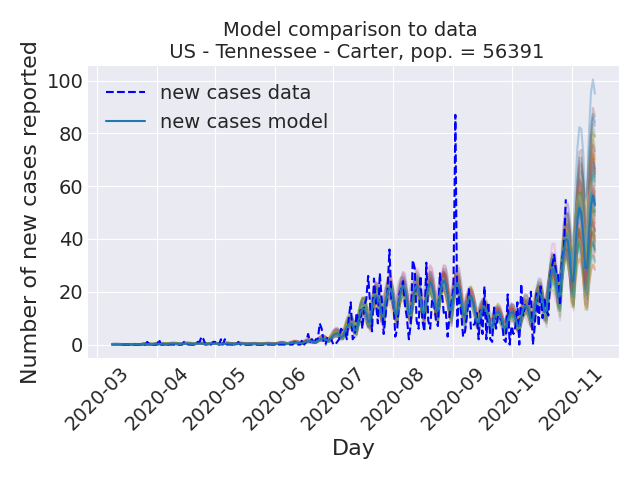 Model comparison to data
US - Tennessee - Carter, pop. = 56391
Number of new cases reported
100
80
60
40
20
0
new cases data
new cases model
2020-03
2020-04
2020-05
2020-06
2020-07
2020-08
2020-09
2020-10
2020-11
Day